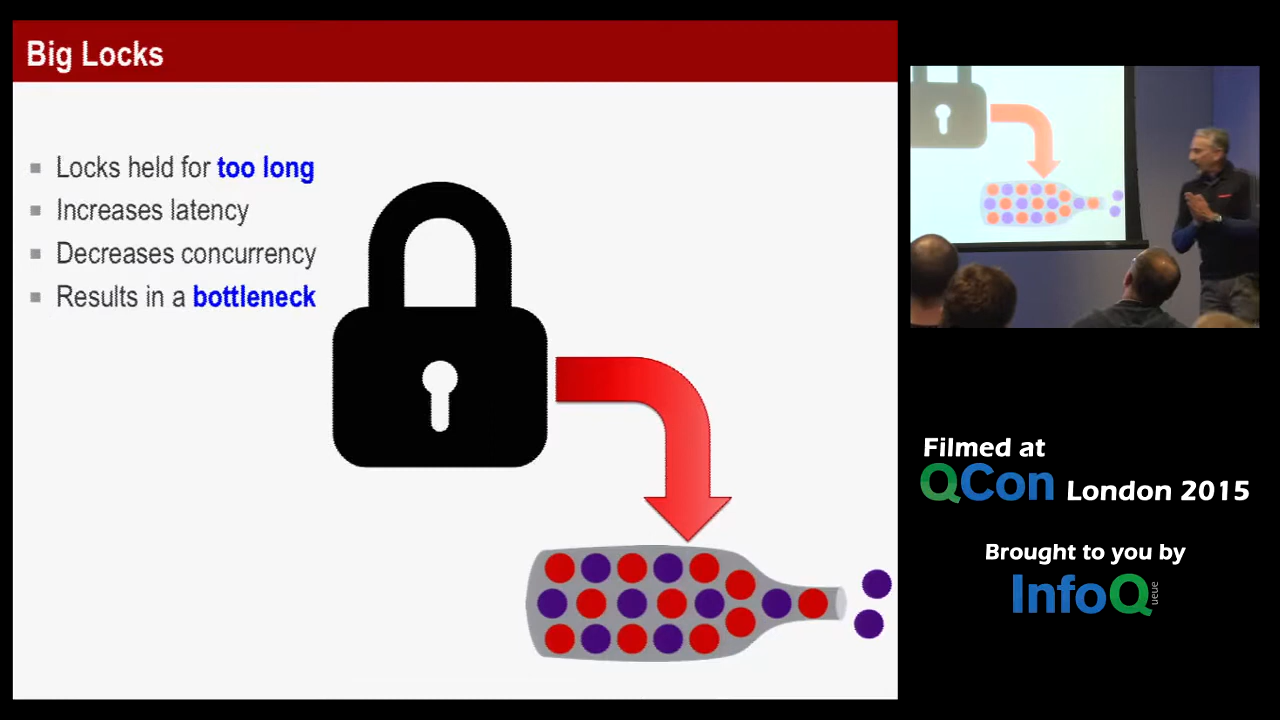 Big Locks
Locks held for too long
Increases latency
Decreases concurrency
Results in a bottleneck
Filmed at
QCon London 2015
Brought to you by
InfoQ
ueue